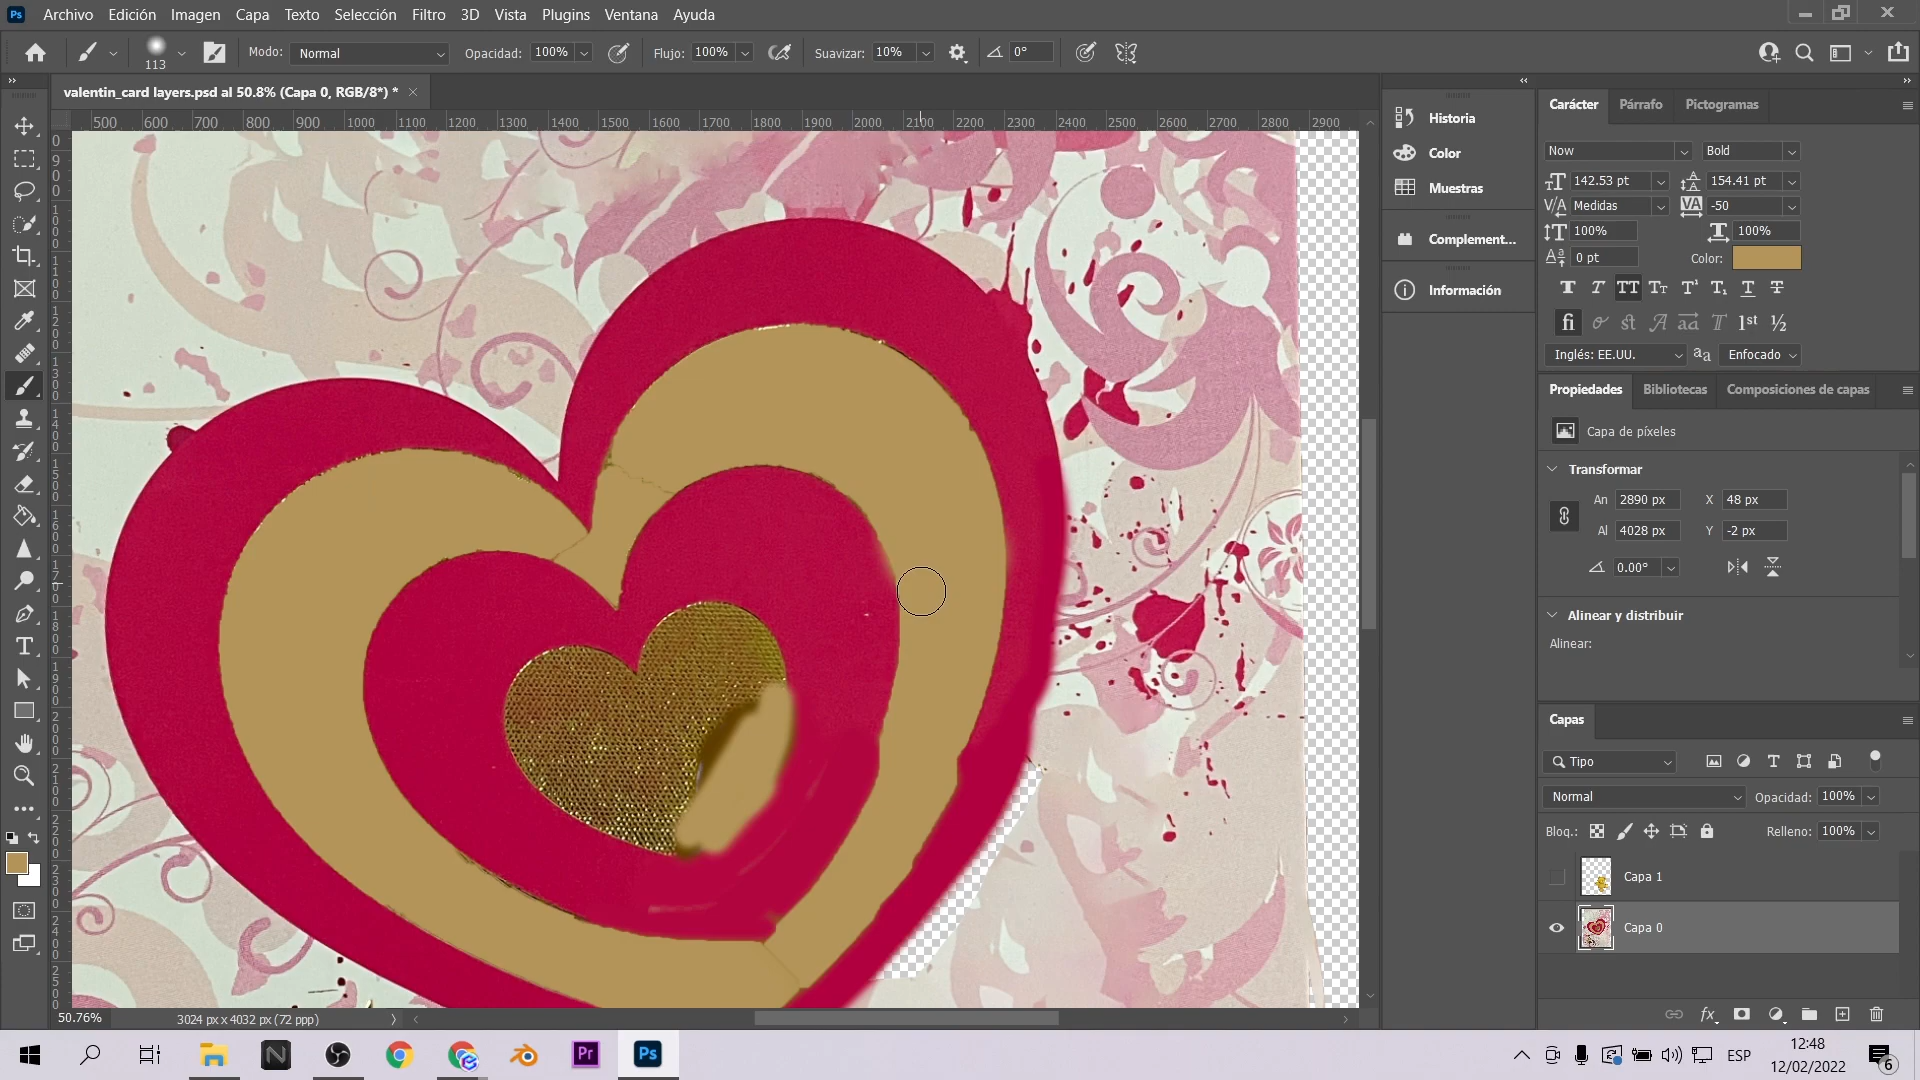 Ps Archivo Edición Imagen Capa Texto Selección Filtro 3D Vista Plugins Ventana Ayuda
113 Modo: Normal Opacidad: 100% Flujo: 100% Suavizar: 10% 0°
valentin_card layers.psd al 50.8% (Capa 0, RGB/8*) *
500 600 700 800 900 1000 1100 1200 1300 1400 1500 1600 1700 1800 1900 2000 2100 2200 2300 2400 2500 2600 2700 2800 2900
Historia
Color
Muestras
Complement...
Información
Carácter Párrafo Pictogramas
Now Bold
142.53 pt 154.41 pt
Medidas -50
100% 100%
0 pt Color:
Inglés: EE.UU. aa Enfocado
Propiedades Bibliotecas Composiciones de capas
Capa de píxeles
Transformar
An 2890 px X 48 px
Al 4028 px Y -2 px
0.00°
Alinear y distribuir
Alinear:
Capas
Tipo
Normal Opacidad: 100%
Bloq.: Relleno: 100%
Capa 1
Capa 0
fx
50.76% 3024 px x 4032 px (72 ppp)
Pr Ps
ESP
12:48
12/02/2022
6